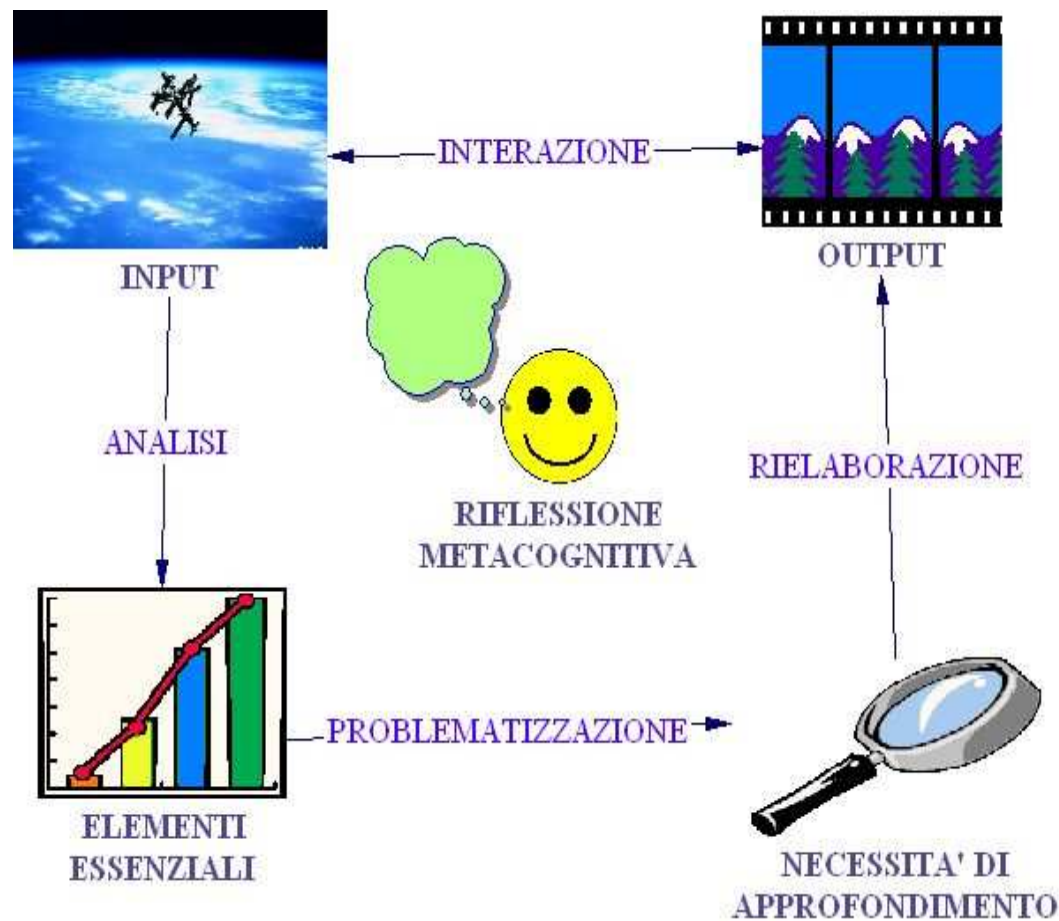 INTERAZIONE
INPUT
OUTPUT
ANALISI
RIELABORAZIONE
RIFLESSIONE
METACOGNITIVA
PROBLEMATIZZAZIONE
ELEMENTI
ESSENZIALI
NECESSITA' DI
APPROFONDIMENTO